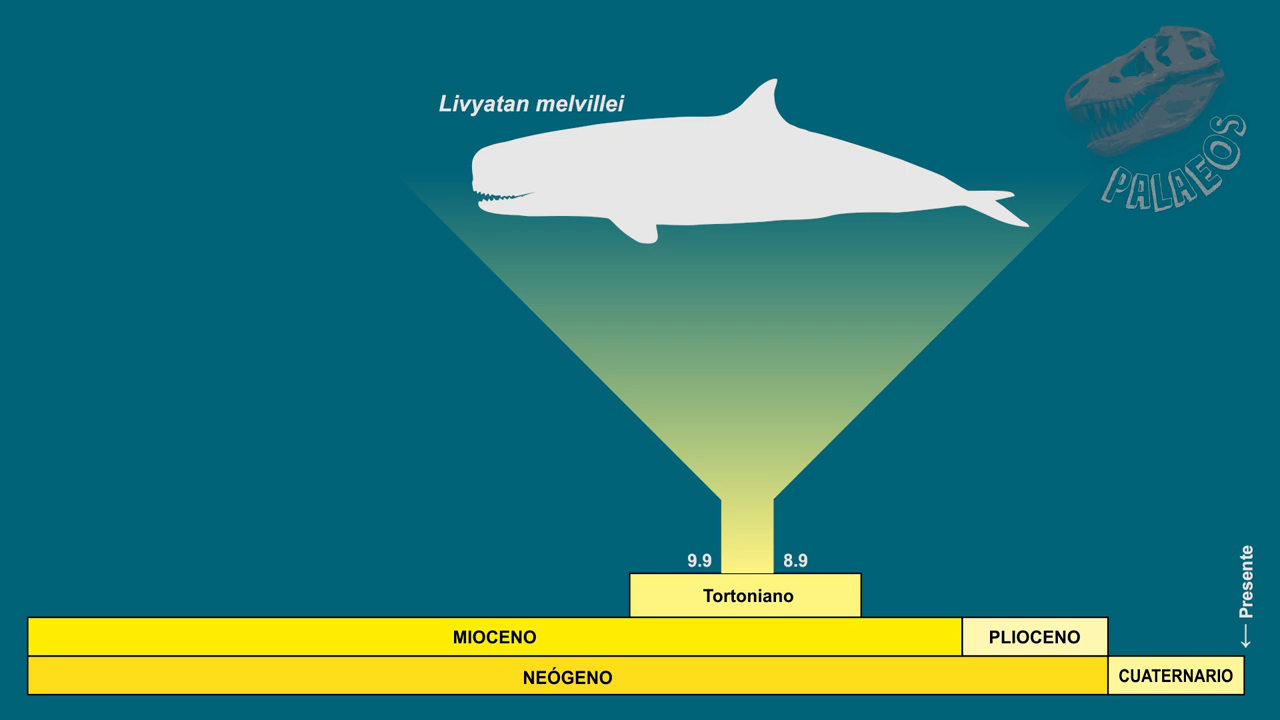 Livyatan melvillei
PALAEOS
9.9
8.9
Tortoniano
← Presente
MIOCENO
PLIOCENO
NEÓGENO
CUATERNARIO